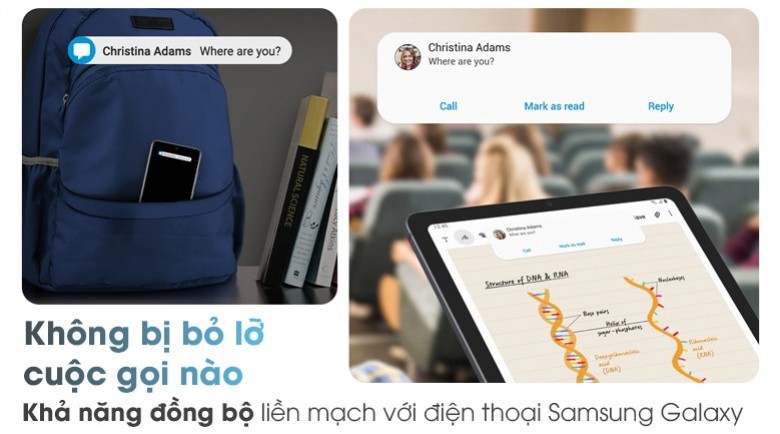 Christina Adams Where are you?
NATURAL SCIENCE
Christina Adams
Where are you?
Call Mark as read Reply
Christina Adams
Where are you?
Call Mark as read Reply
Structure of DNA & RNA
Base pairs
Helix of
sugar-phosphates
Nucleobases
Deoxyribonucleic
acid
(DNA)
Ribonucleic
acid
(RNA)
Không bị bỏ lỡ
cuộc gọi nào
Khả năng đồng bộ liền mạch với điện thoại Samsung Galaxy